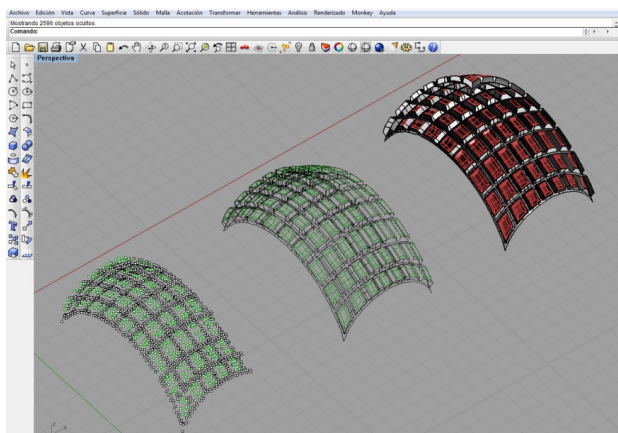 Archivo Edición Vista Curva Superficie Sólido Malla Acotación Transformar Herramientas Análisis Renderizado Monkey Ayuda
Mostrando 2596 objetos ocultos.
Comando:
Perspectiva
z
x